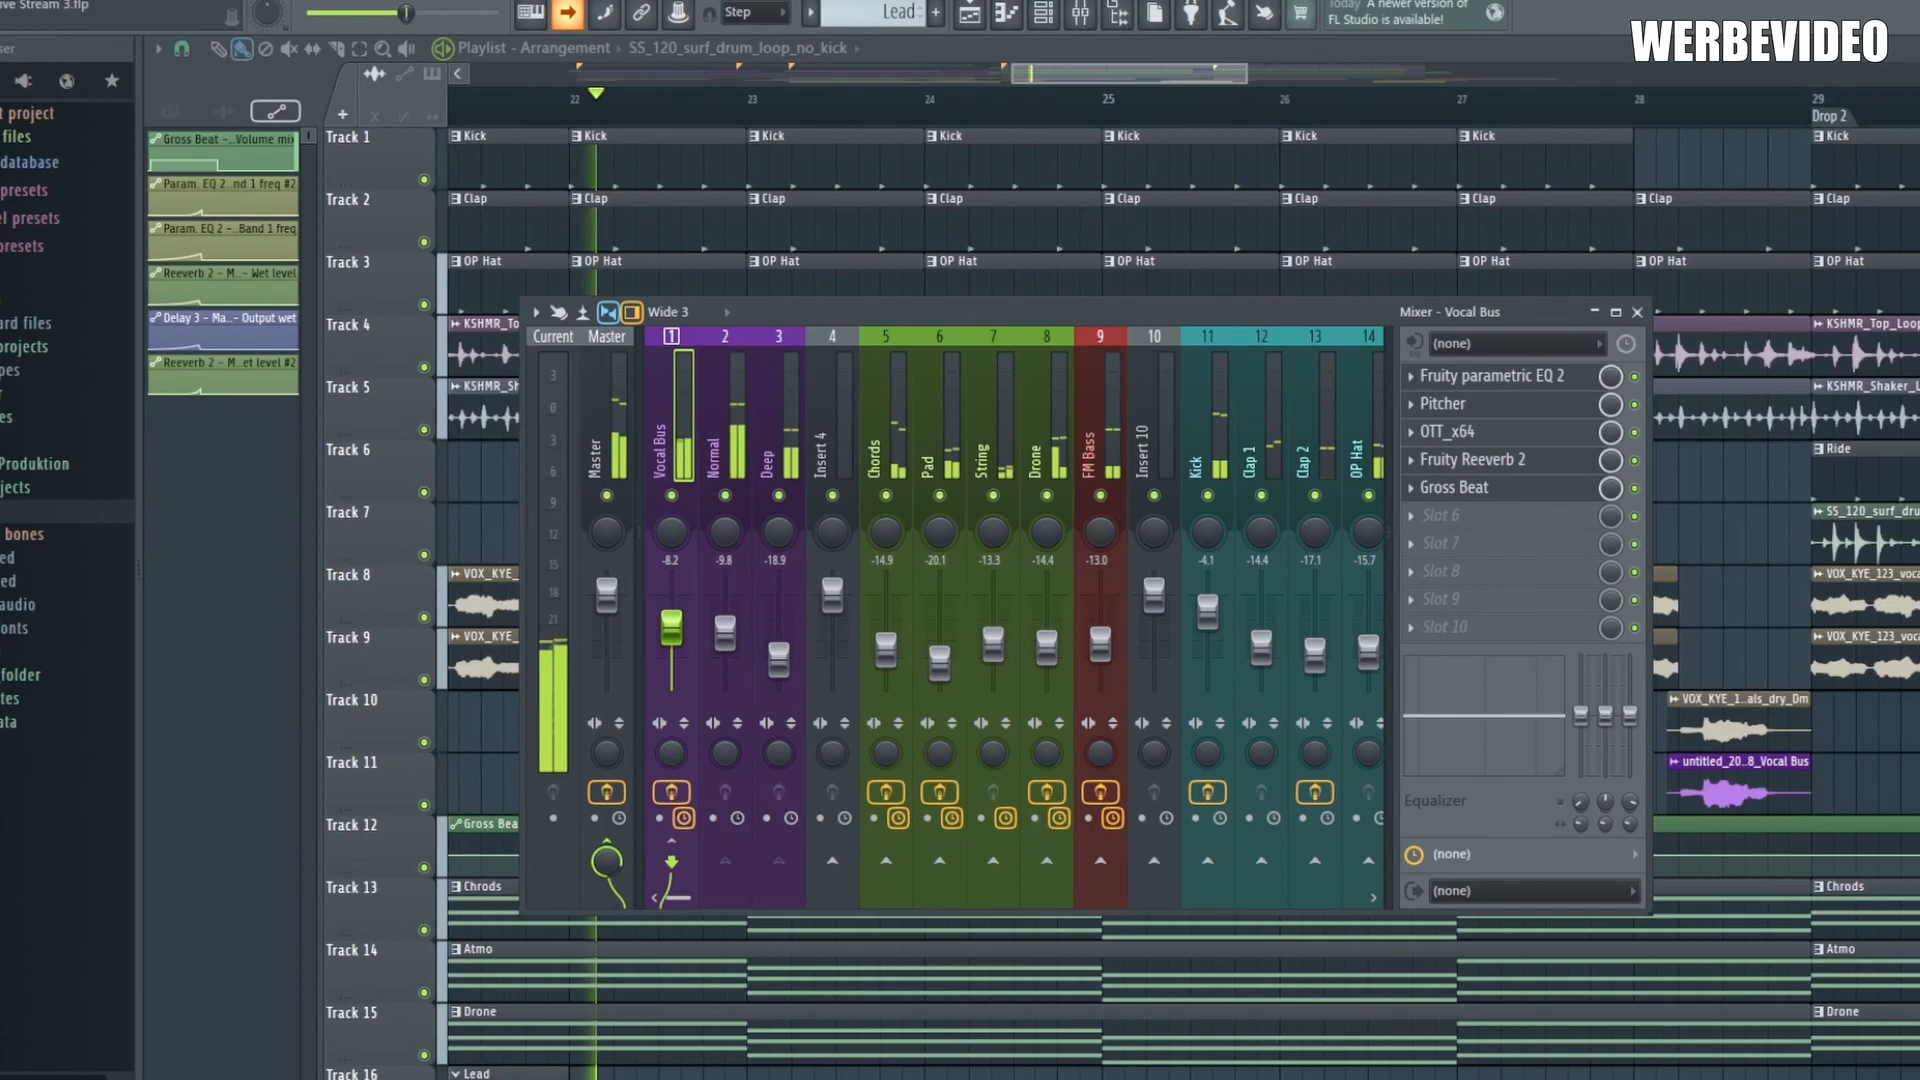 ive Stream 3.flp
Step
Lead
Today A newer version of
FL Studio is available!
WERBEVIDEO
ser
Playlist - Arrangement › SS_120_surf_drum_loop_no_kick
22 23 24 25 26 27 28 29
Drop 2
t project
files
database
presets
el presets
presets
ard files
projects
pes
r
es
Produktion
jects
bones
ed
ed
audio
fonts
folder
tes
ata
Gross Beat -...Volume mix
Param. EQ 2..nd 1 freq #2
Param. EQ 2 -...Band 1 freq
Reeverb 2 - M...- Wet level
Delay 3 - Ma..- Output wet
Reeverb 2 - M...et level #2
Track 1
Kick Kick Kick Kick Kick Kick Kick Kick
Track 2
Clap Clap Clap Clap Clap Clap Clap Clap Clap
Track 3
OP Hat OP Hat OP Hat OP Hat OP Hat OP Hat OP Hat OP Hat OP Hat
Track 4
KSHMR_To
KSHMR_Top_Loop
Track 5
KSHMR_Sh
KSHMR_Shaker_L
Track 6
Ride
Track 7
SS_120_surf_dru
Track 8
VOX_KYE_
VOX_KYE_123_voca
Track 9
VOX_KYE_
VOX_KYE_123_voca
Track 10
VOX_KYE_1..als_dry_Dm
Track 11
untitled_20..8_Vocal Bus
Track 12
Gross Bea
Track 13
Chrods
Chrods
Track 14
Atmo
Atmo
Track 15
Drone
Drone
Track 16
Lead
Wide 3
Mixer - Vocal Bus
Current Master 1 2 3 4 5 6 7 8 9 10 11 12 13 14
3
0
3
6
9
12
15
18
21
Master
Vocal Bus
Normal
Deep
Insert 4
Chords
Pad
String
Drone
FM Bass
Insert 10
Kick
Clap 1
Clap 2
OP Hat
-8.2 -9.8 -18.9 -14.9 -20.1 -13.3 -14.4 -13.0 -4.1 -14.4 -17.1 -15.7
(none)
Fruity parametric EQ 2
Pitcher
OTT_x64
Fruity Reeverb 2
Gross Beat
Slot 6
Slot 7
Slot 8
Slot 9
Slot 10
Equalizer
(none)
(none)